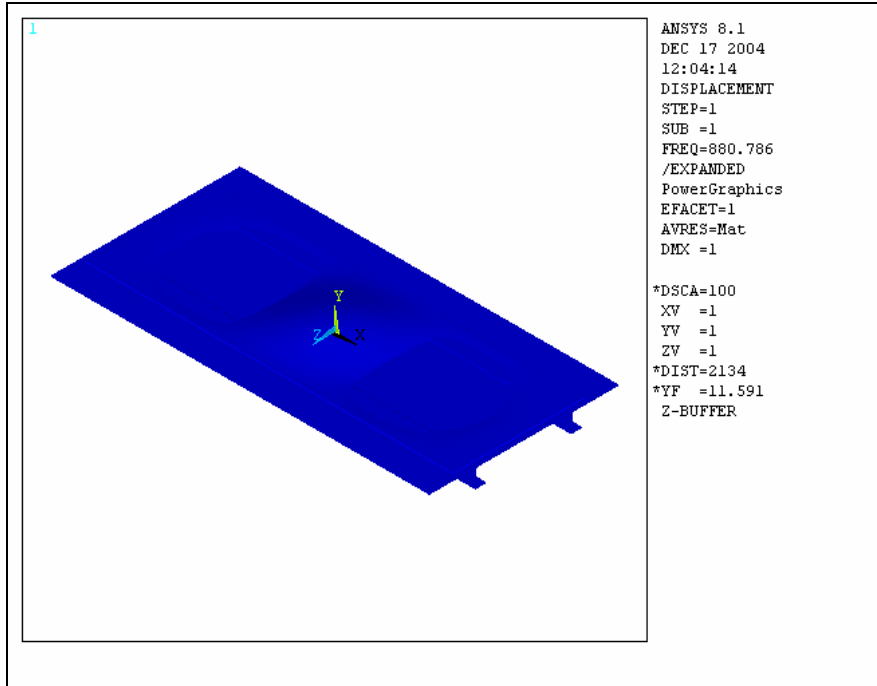 1
ANSYS 8.1
DEC 17 2004
12:04:14
DISPLACEMENT
STEP=1
SUB =1
FREQ=880.786
/EXPANDED
PowerGraphics
EFACET=1
AVRES=Mat
DMX =1
*DSCA=100
XV =1
YV =1
ZV =1
*DIST=2134
*YF =11.591
Z-BUFFER
Y
Z
X